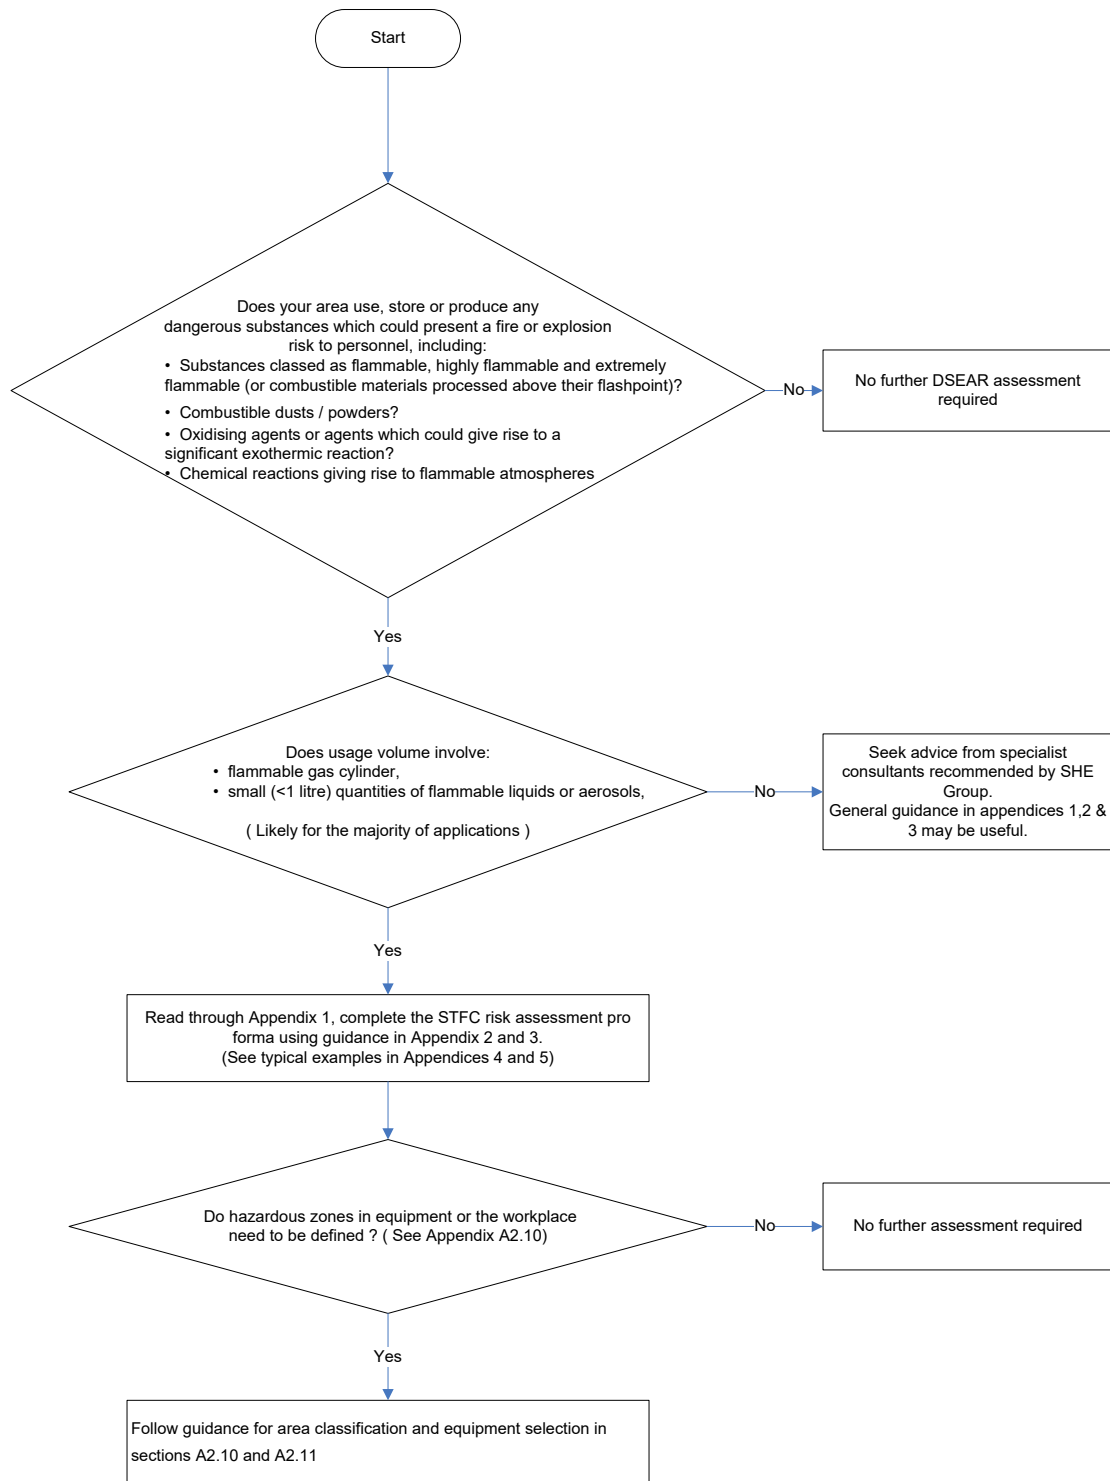 Start
Does your area use, store or produce any
dangerous substances which could present a fire or explosion
risk to personnel, including:
• Substances classed as flammable, highly flammable and extremely
flammable (or combustible materials processed above their flashpoint)?
• Combustible dusts / powders?
• Oxidising agents or agents which could give rise to a
significant exothermic reaction?
• Chemical reactions giving rise to flammable atmospheres
No
No further DSEAR assessment
required
Yes
Does usage volume involve:
• flammable gas cylinder,
• small (<1 litre) quantities of flammable liquids or aerosols,
( Likely for the majority of applications )
No
Seek advice from specialist
consultants recommended by SHE
Group.
General guidance in appendices 1,2 &
3 may be useful.
Yes
Read through Appendix 1, complete the STFC risk assessment pro
forma using guidance in Appendix 2 and 3.
(See typical examples in Appendices 4 and 5)
Do hazardous zones in equipment or the workplace
need to be defined ? ( See Appendix A2.10)
No
No further assessment required
Yes
Follow guidance for area classification and equipment selection in
sections A2.10 and A2.11